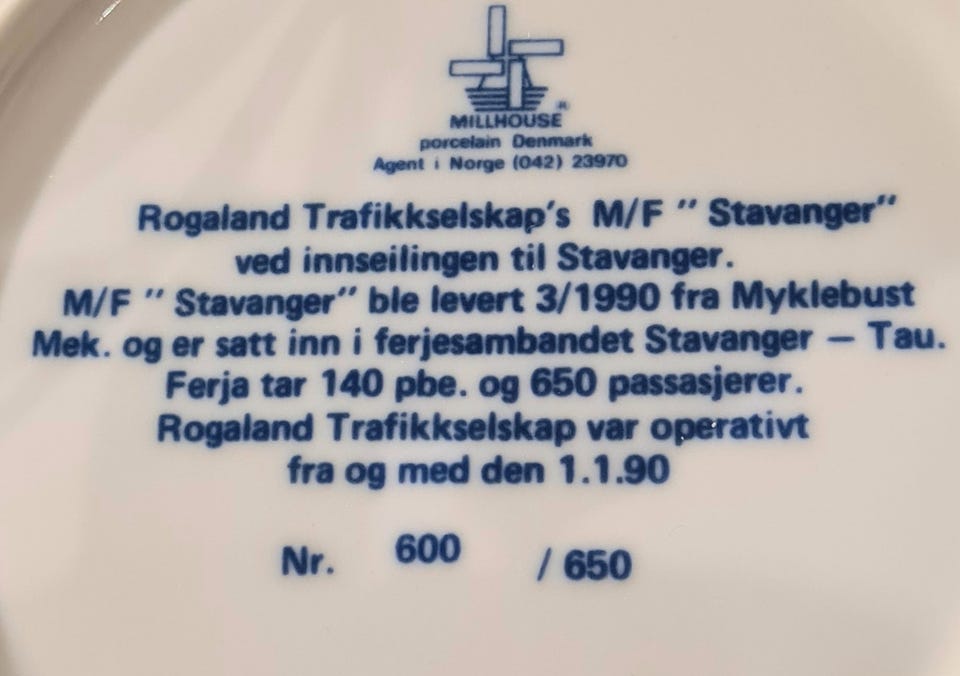 MILLHOUSE ®
porcelain Denmark
Agent i Norge (042) 23970
Rogaland Trafikkselskap's M/F " Stavanger"
ved innseilingen til Stavanger.
M/F " Stavanger" ble levert 3/1990 fra Myklebust
Mek. og er satt inn i ferjesambandet Stavanger – Tau.
Ferja tar 140 pbe. og 650 passasjerer.
Rogaland Trafikkselskap var operativt
fra og med den 1.1.90
Nr. 600 / 650